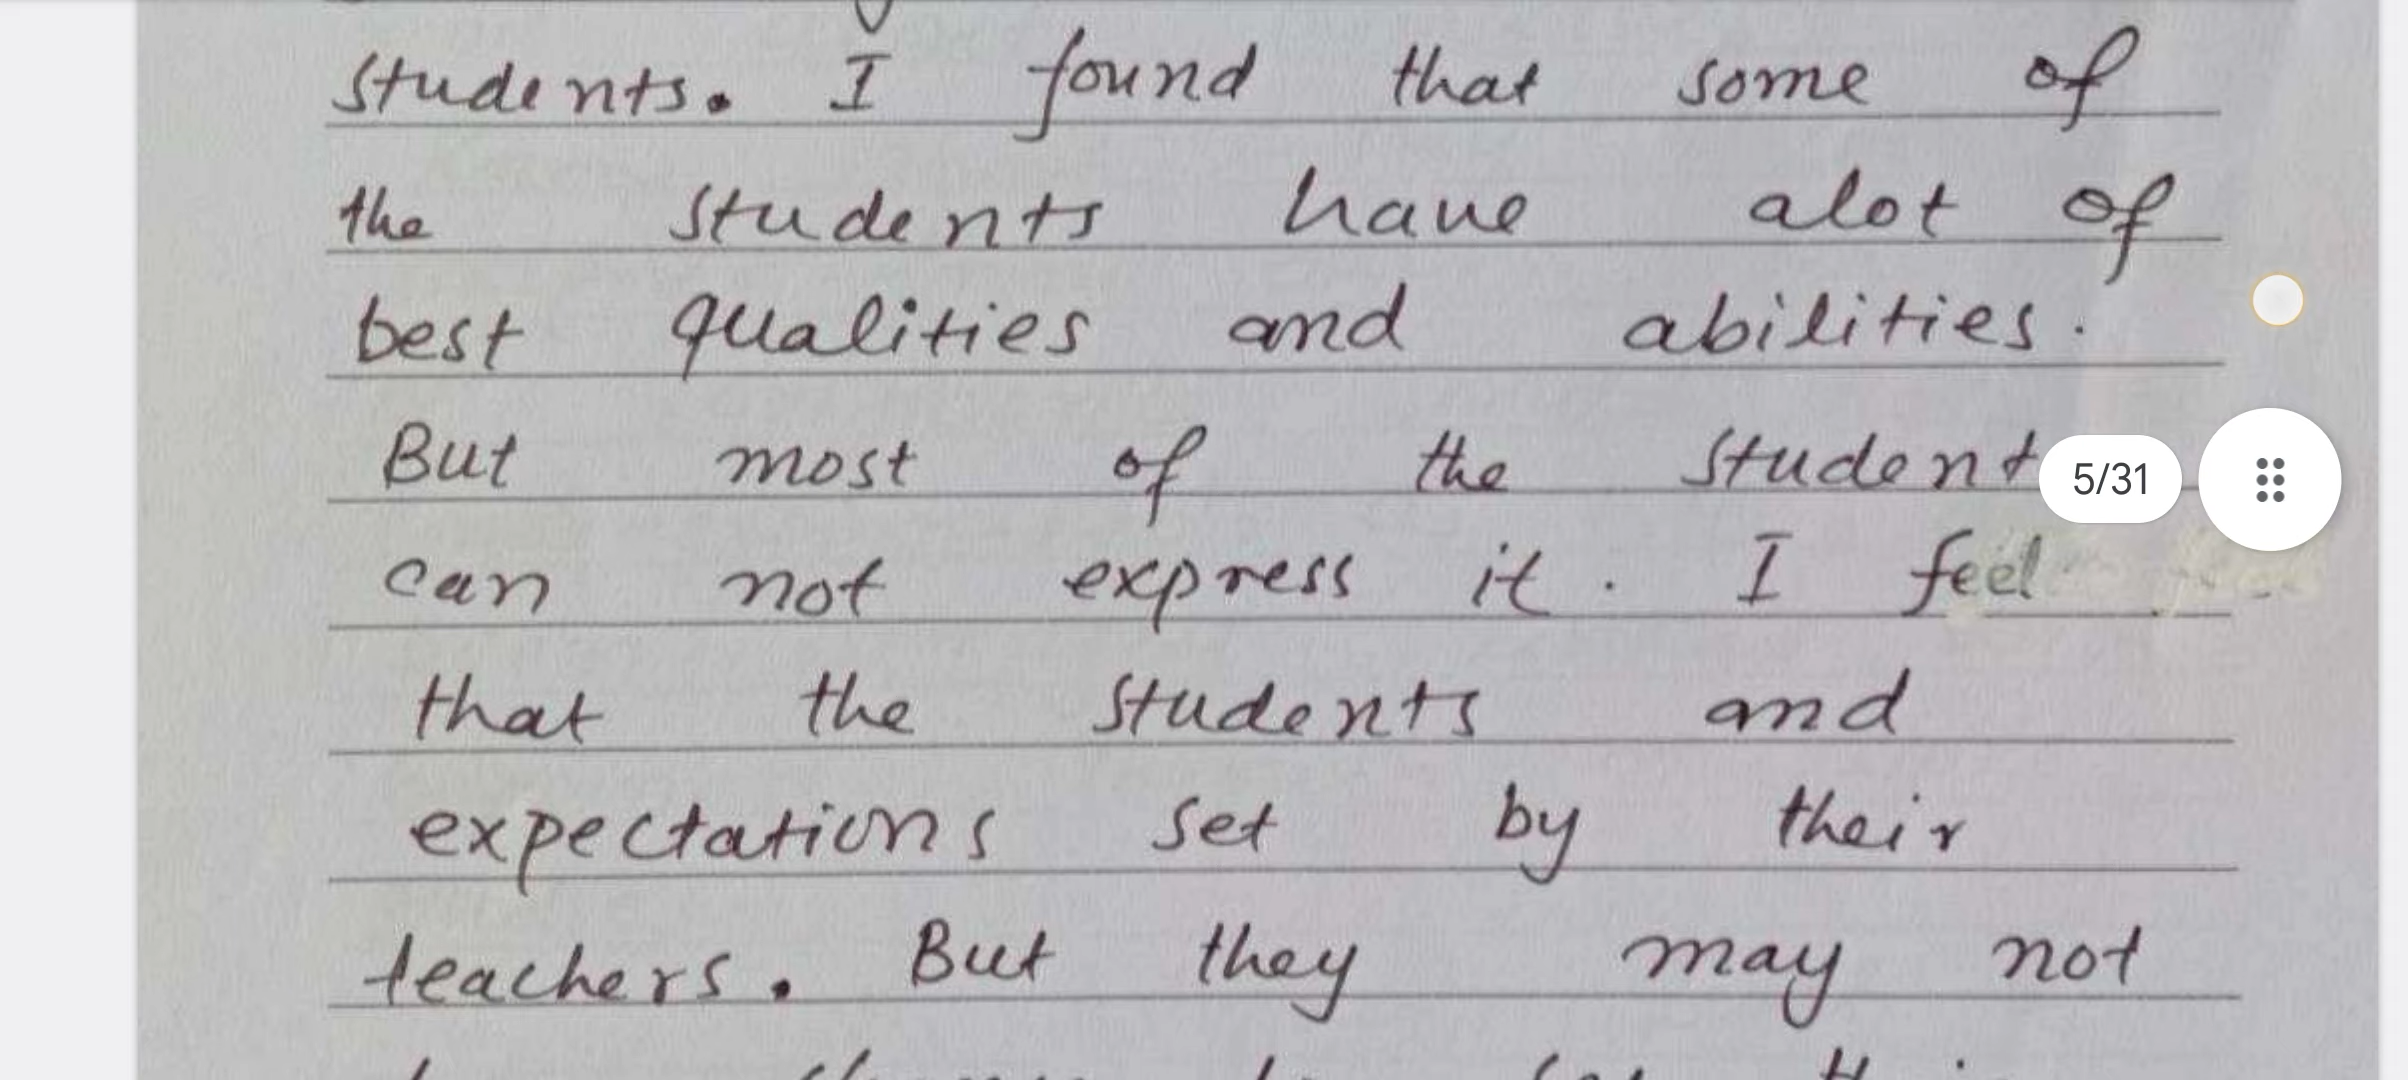 students. I found that some of
the students have alot of
best qualities and abilities.
But most of the student
5/31
can not express it. I feel
that the students and
expectations set by their
teachers. But they may not